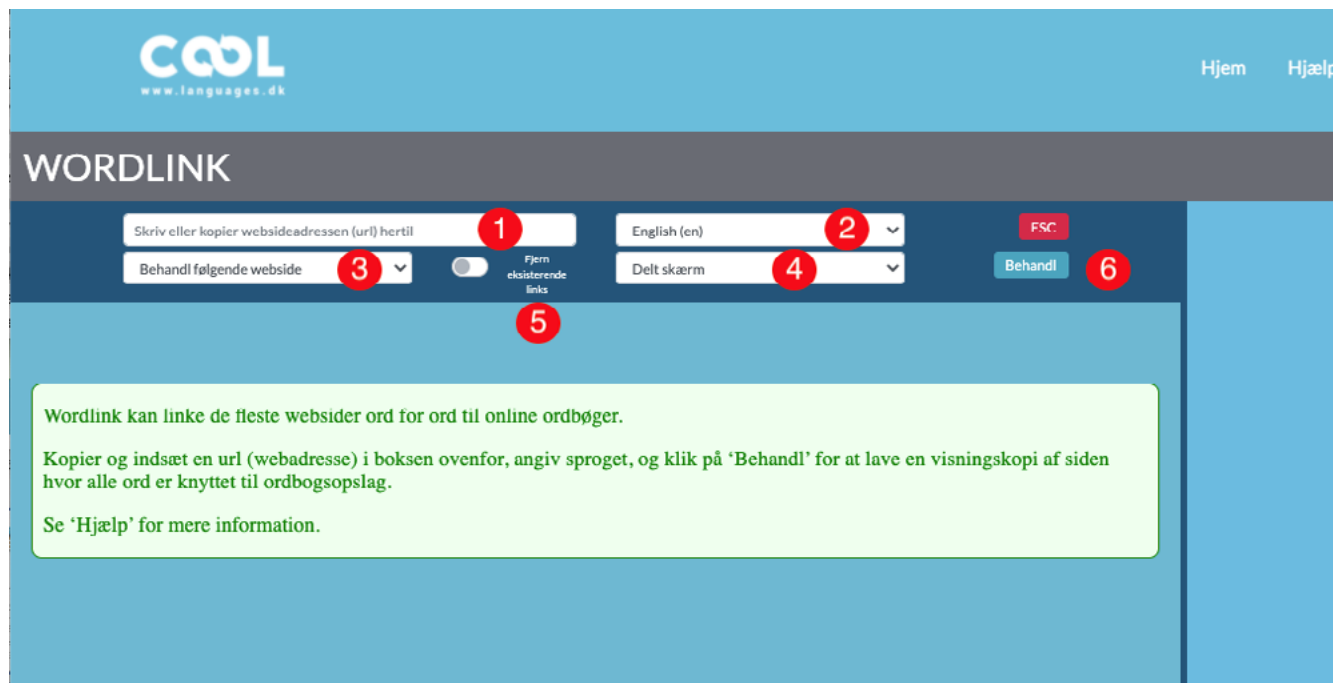 COOL
www.languages.dk
Hjem Hjælp
WORDLINK
Skriv eller kopier websideadressen (url) hertil 1
English (en) 2
ESC
Behandl følgende webside 3
Fjern
eksisterende
links
5
Delt skærm 4
Behandl 6
Wordlink kan linke de fleste websider ord for ord til online ordbøger.
Kopier og indsæt en url (webadresse) i boksen ovenfor, angiv sproget, og klik på ‘Behandl’ for at lave en visningskopi af siden
hvor alle ord er knyttet til ordbogsopslag.
Se ‘Hjælp’ for mere information.